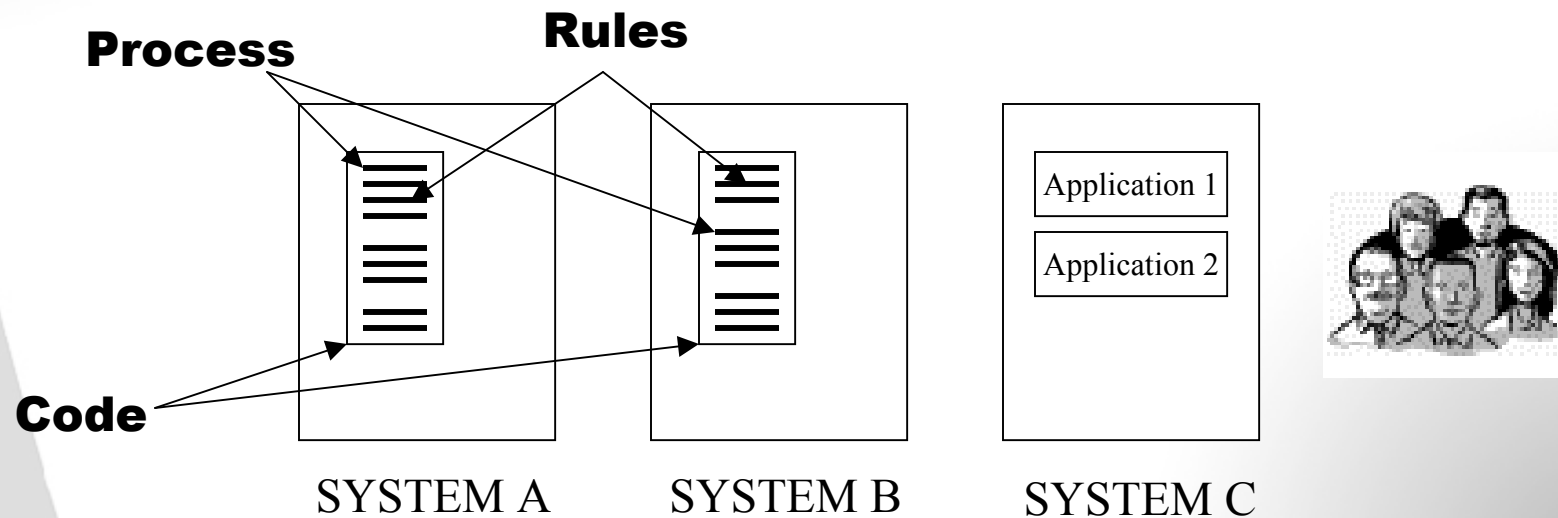 Process
Rules
Application 1
Application 2
Code
SYSTEM A
SYSTEM B
SYSTEM C